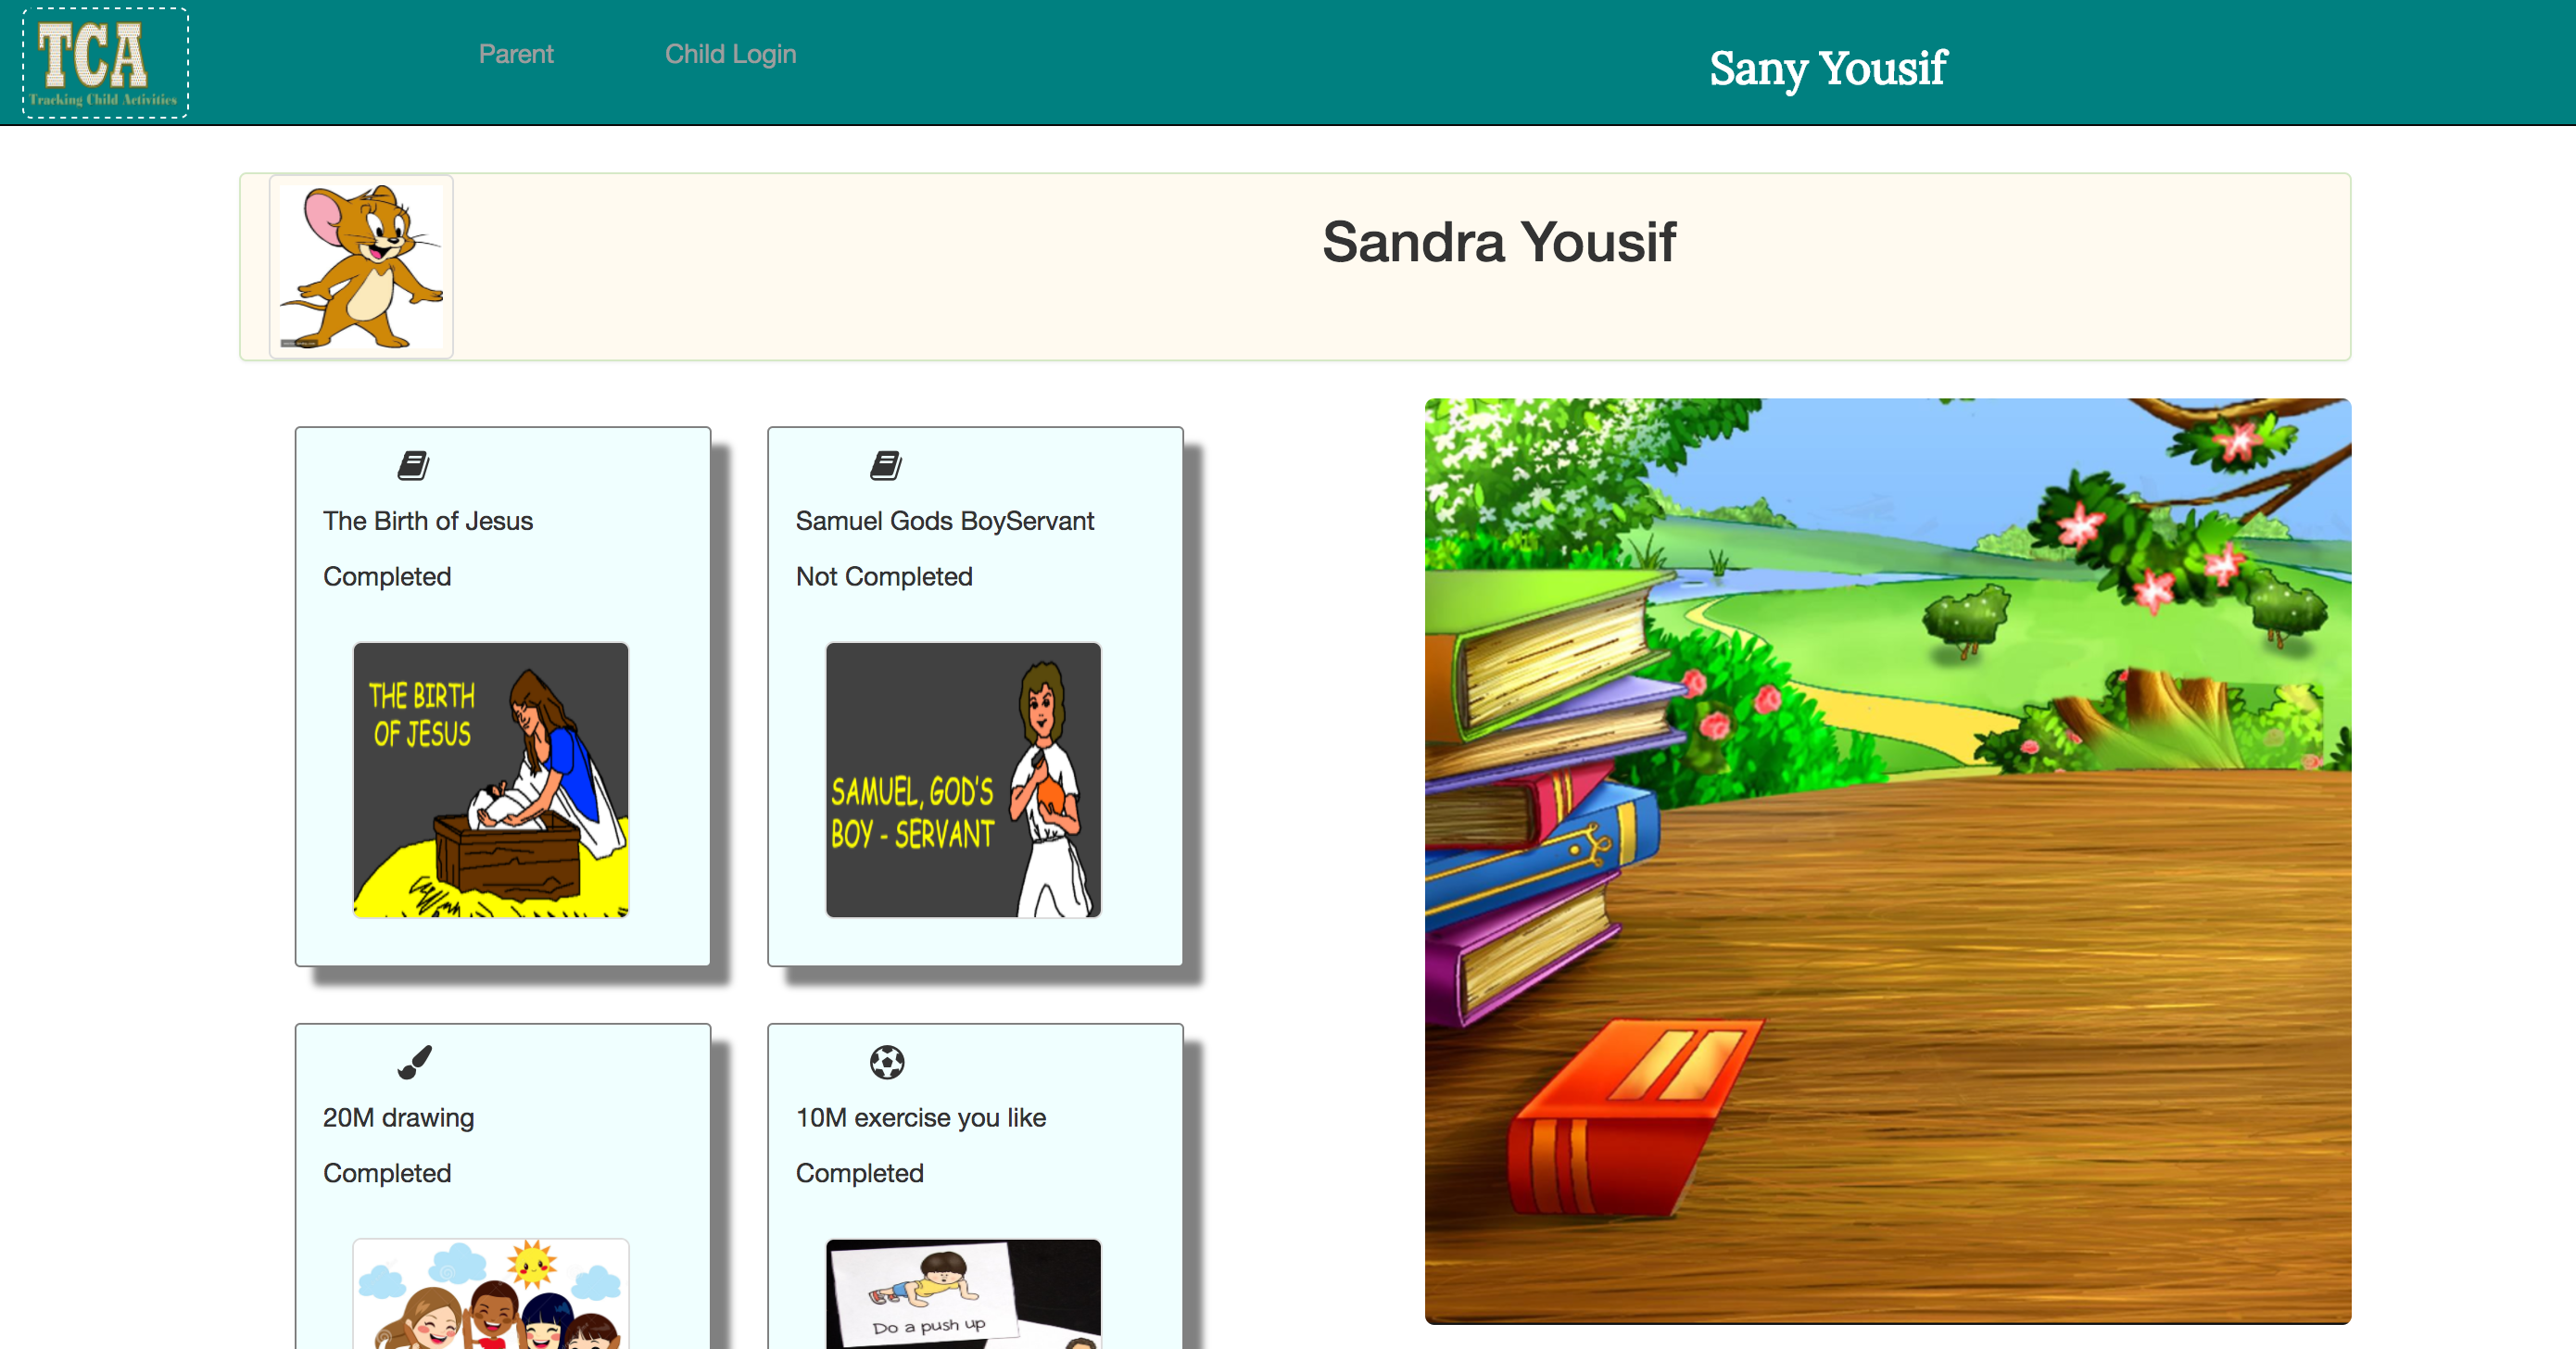 TCA
Tracking Child Activities
Parent
Child Login
Sany Yousif
Sandra Yousif
The Birth of Jesus
Completed
THE BIRTH
OF JESUS
Samuel Gods BoyServant
Not Completed
SAMUEL, GOD'S
BOY - SERVANT
20M drawing
Completed
10M exercise you like
Completed
Do a push up